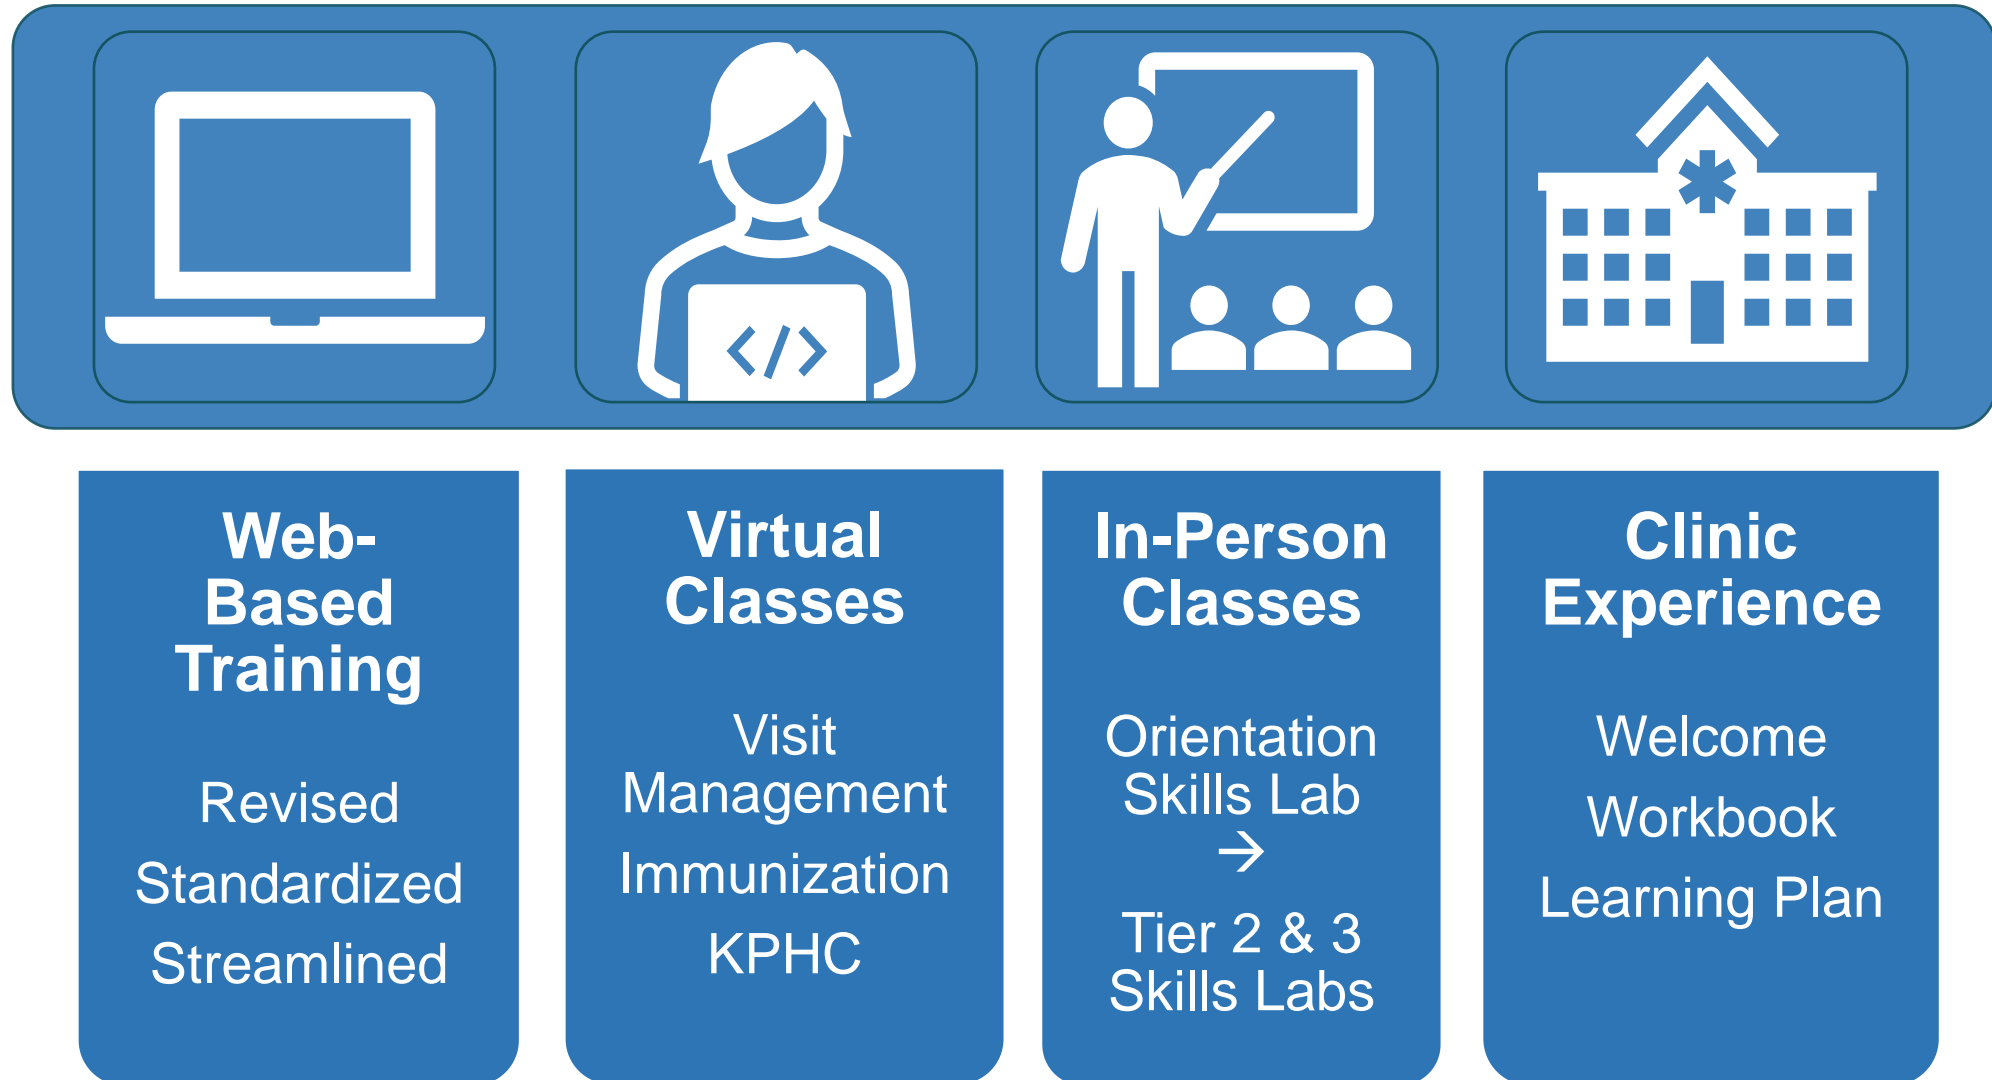 </>
Web-
Based
Training
Revised
Standardized
Streamlined
Virtual
Classes
Visit
Management
Immunization
KPHC
In-Person
Classes
Orientation
Skills Lab
→
Tier 2 & 3
Skills Labs
Clinic
Experience
Welcome
Workbook
Learning Plan